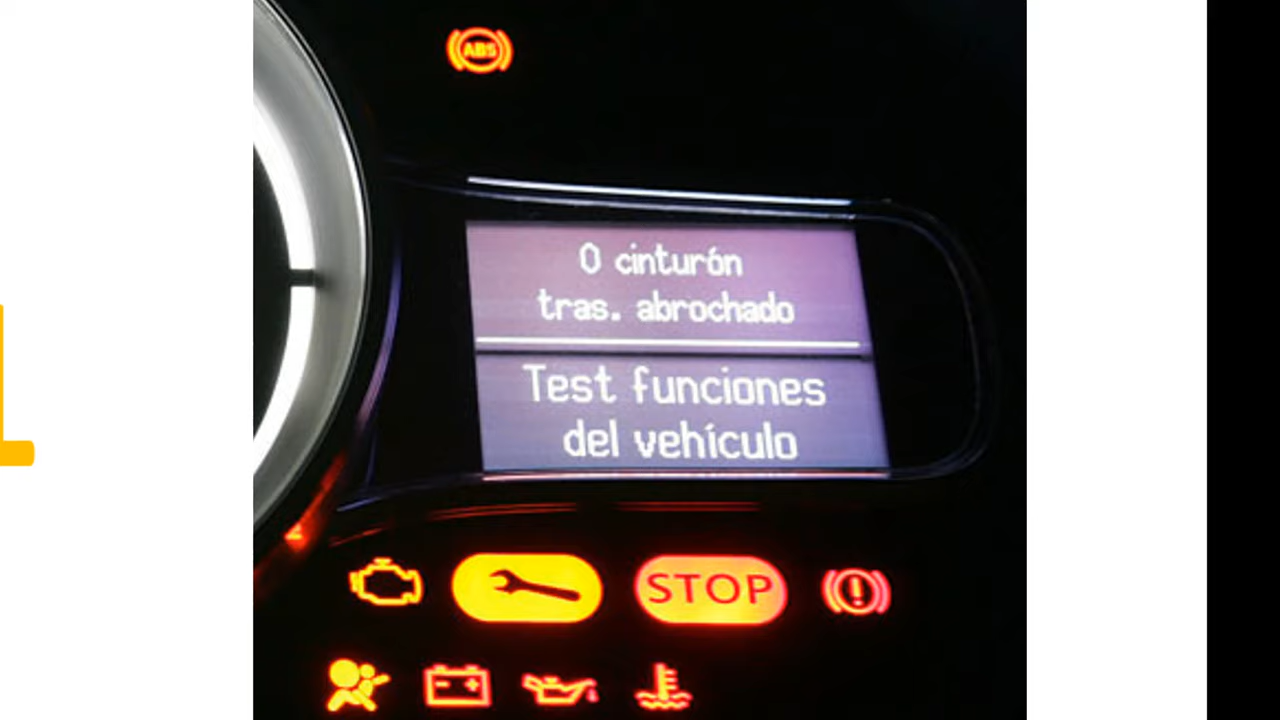 ABS
0 cinturón
tras. abrochado
Test funciones
del vehículo
STOP